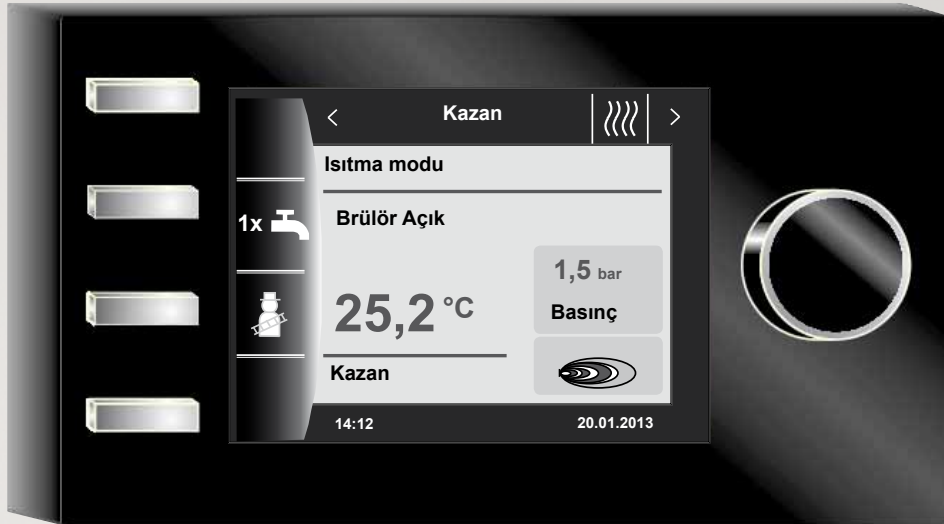 Kazan
Isıtma modu
1x
Brülör Açık
25,2 °C
1,5 bar
Basınç
Kazan
14:12
20.01.2013